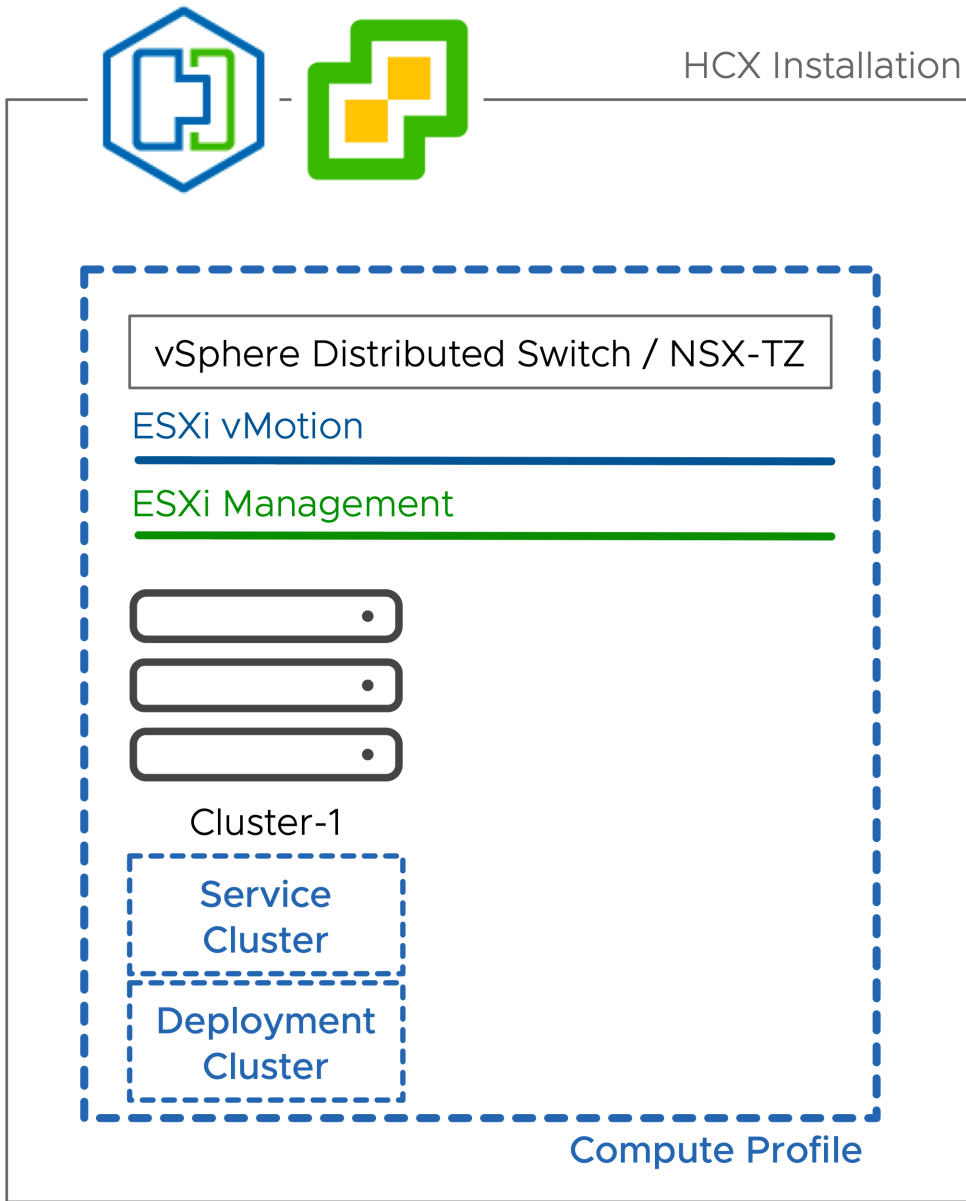 HCX Installation
vSphere Distributed Switch / NSX-TZ
ESXi vMotion
ESXi Management
Cluster-1
Service
Cluster
Deployment
Cluster
Compute Profile